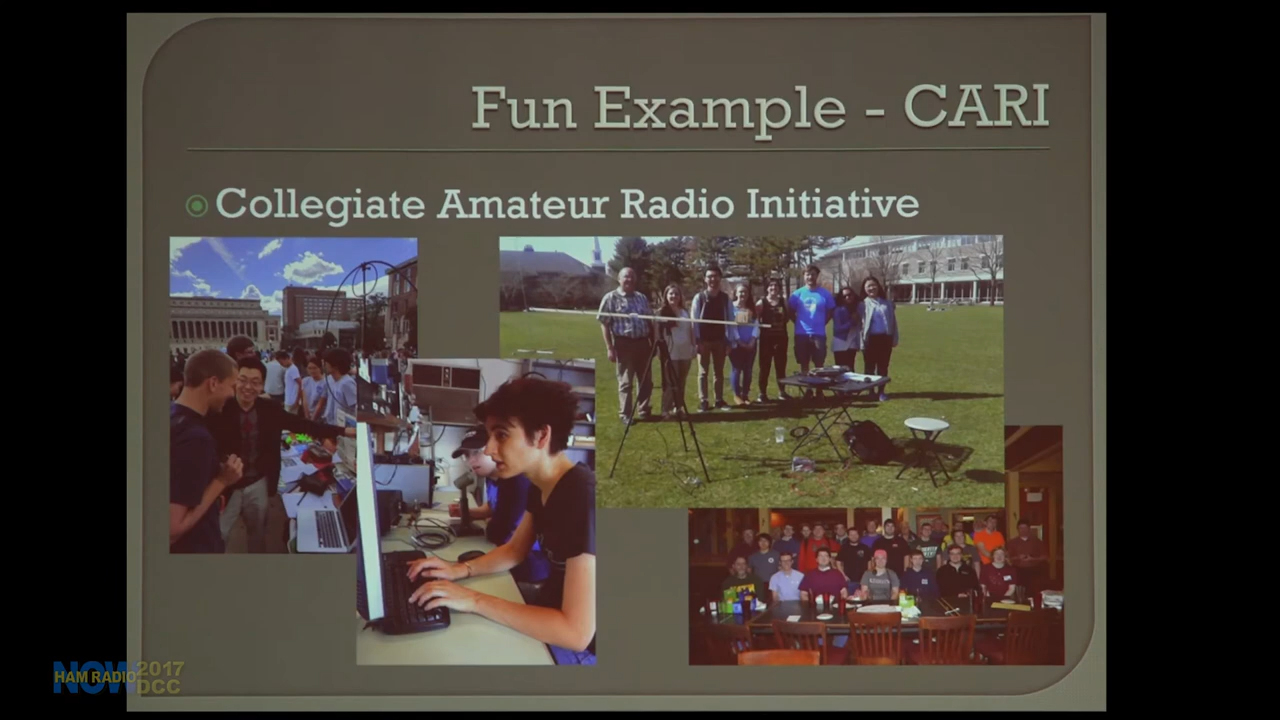 Fun Example - CARI
Collegiate Amateur Radio Initiative
HAM RADIO NOW 2017 DCC